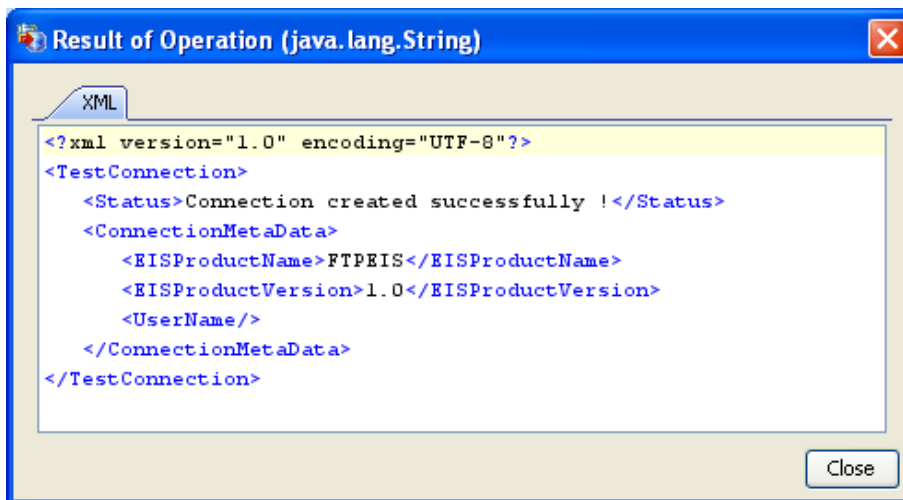 Result of Operation (java.lang.String)
XML
<?xml version="1.0" encoding="UTF-8"?>
<TestConnection>
<Status>Connection created successfully !</Status>
<ConnectionMetaData>
<EISProductName>FTPEIS</EISProductName>
<EISProductVersion>1.0</EISProductVersion>
<UserName/>
</ConnectionMetaData>
</TestConnection>
Close